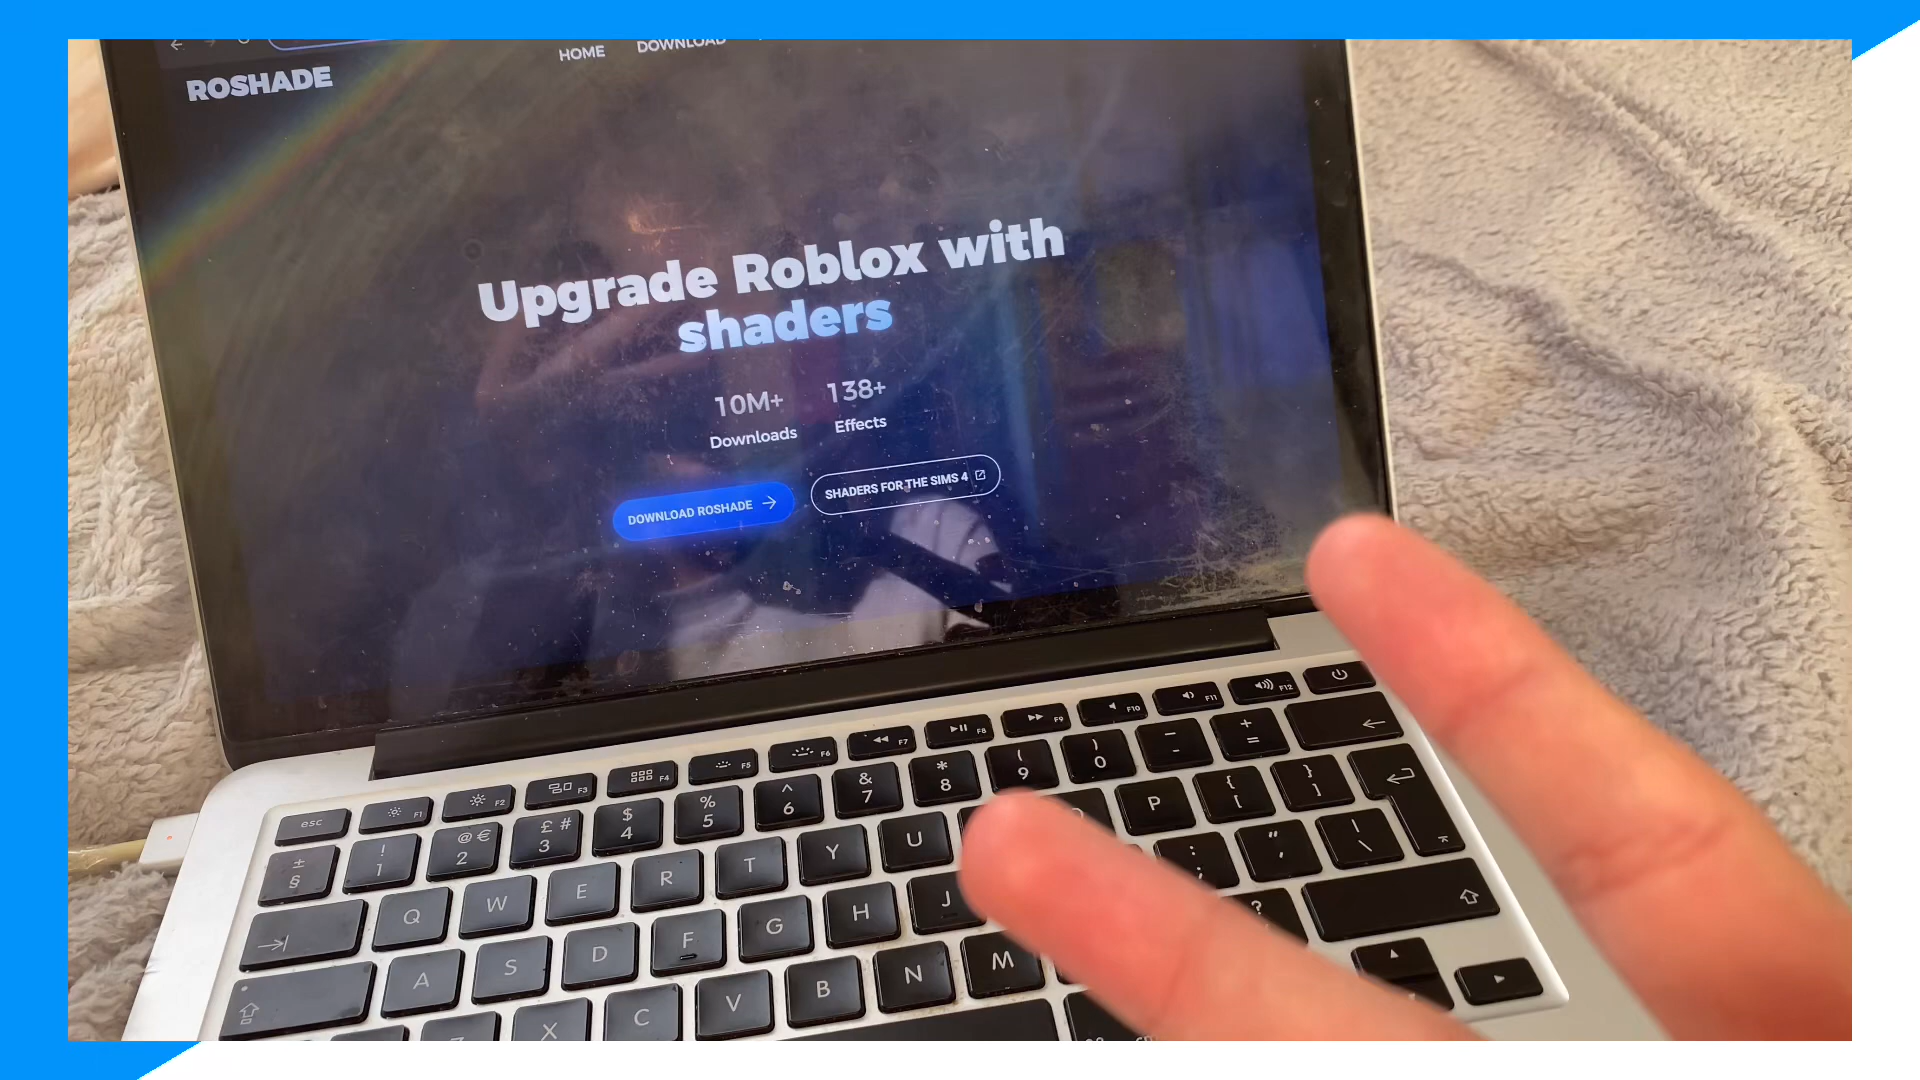 HOME DOWNLOAD
ROSHADE
Upgrade Roblox with
shaders
10M+ 138+
Downloads Effects
DOWNLOAD ROSHADE → SHADERS FOR THE SIMS 4
esc F1 F2 F3 F4 F5 F6 F7 F8 F9 F10 F11 F12
± § ! 1 @ € 2 £ # 3 $ 4 % 5 ^ 6 & 7 * 8 ( 9 ) 0 _ - + =
Q W E R T Y U P { [ } ]
A S D F G H J : ; " ' | \
X C V B N M ?